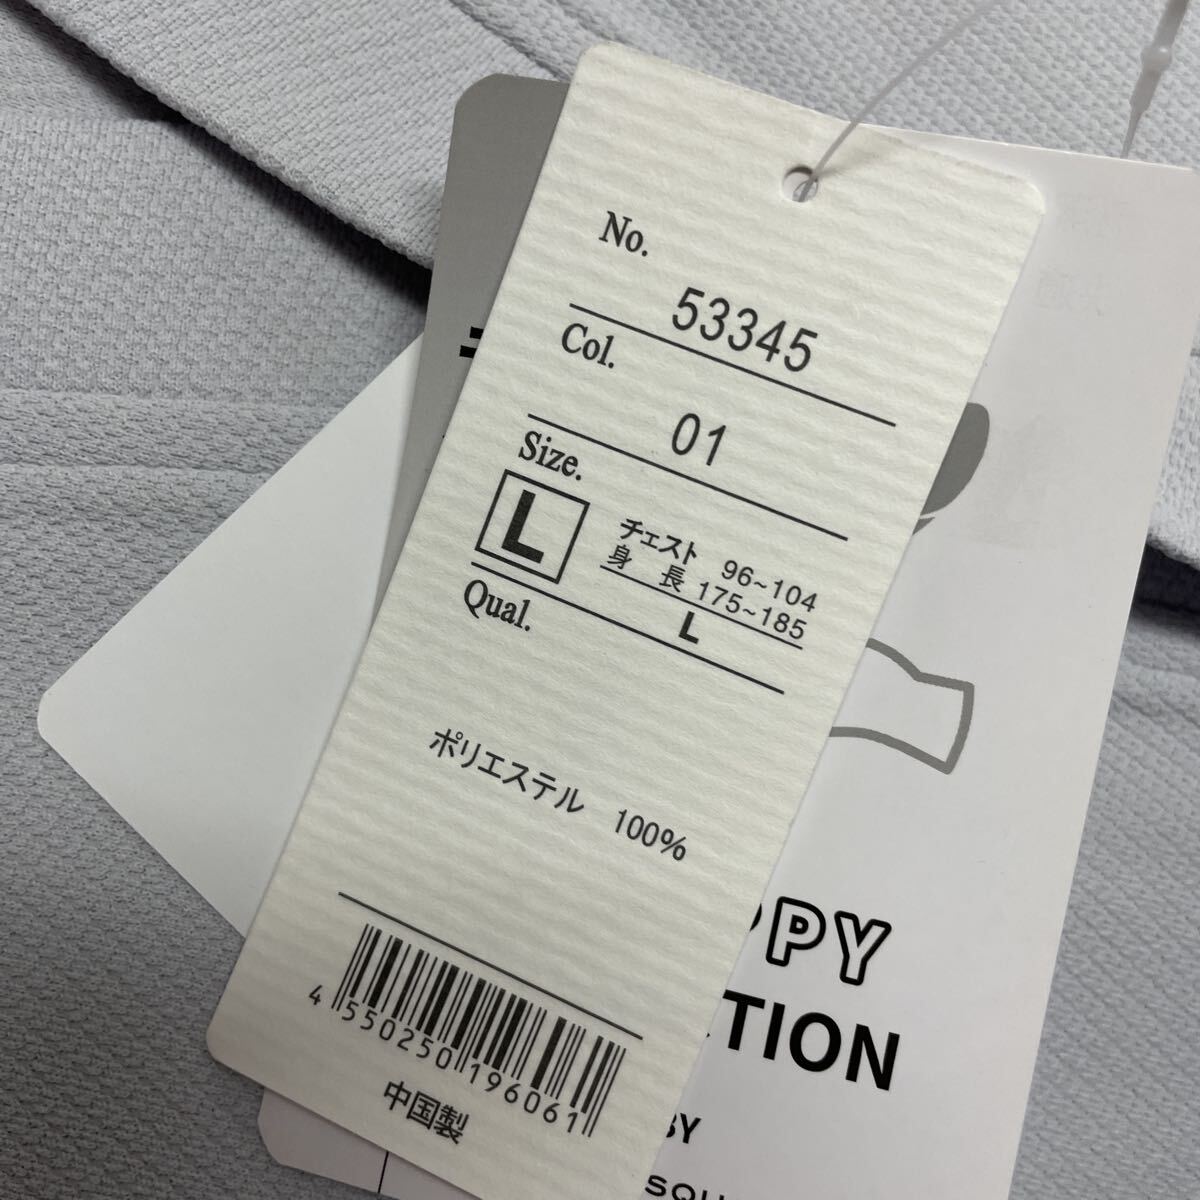 No.
53345
Col.
01
Size.
L
チェスト 96~104
身 長 175~185
L
Qual.
ポリエステル 100%
4 550250 196061
中国製
PPY
TION
BY